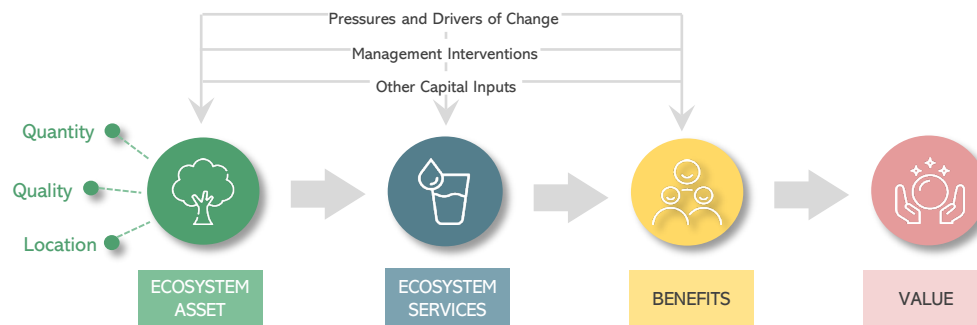 Pressures and Drivers of Change
Management Interventions
Other Capital Inputs
Quantity
Quality
Location
ECOSYSTEM
ASSET
ECOSYSTEM
SERVICES
BENEFITS
VALUE